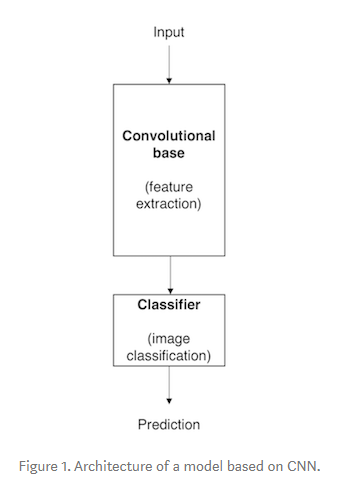 Input
Convolutional
base
(feature
extraction)
Classifier
(image
classification)
Prediction
Figure 1. Architecture of a model based on CNN.